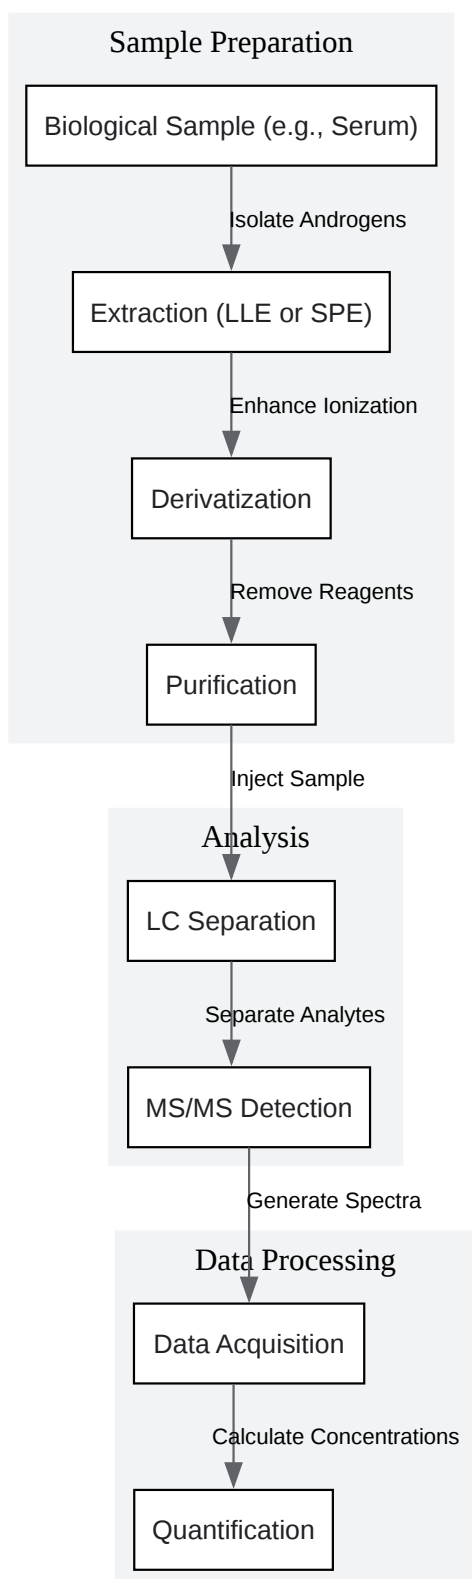 Sample Preparation
Biological Sample (e.g., Serum)
Isolate Androgens
Extraction (LLE or SPE)
Enhance Ionization
Derivatization
Remove Reagents
Purification
Inject Sample
Analysis
LC Separation
Separate Analytes
MS/MS Detection
Generate Spectra
Data Processing
Data Acquisition
Calculate Concentrations
Quantification